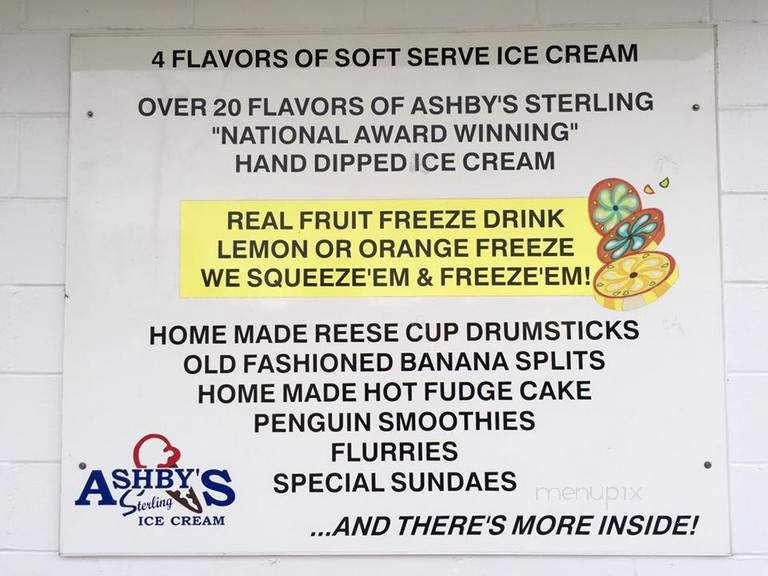 4 FLAVORS OF SOFT SERVE ICE CREAM
OVER 20 FLAVORS OF ASHBY'S STERLING
"NATIONAL AWARD WINNING"
HAND DIPPED ICE CREAM
REAL FRUIT FREEZE DRINK
LEMON OR ORANGE FREEZE
WE SQUEEZE'EM & FREEZE'EM!
HOME MADE REESE CUP DRUMSTICKS
OLD FASHIONED BANANA SPLITS
HOME MADE HOT FUDGE CAKE
PENGUIN SMOOTHIES
FLURRIES
SPECIAL SUNDAES
ASHBY'S
Sterling
ICE CREAM
menupix
...AND THERE'S MORE INSIDE!